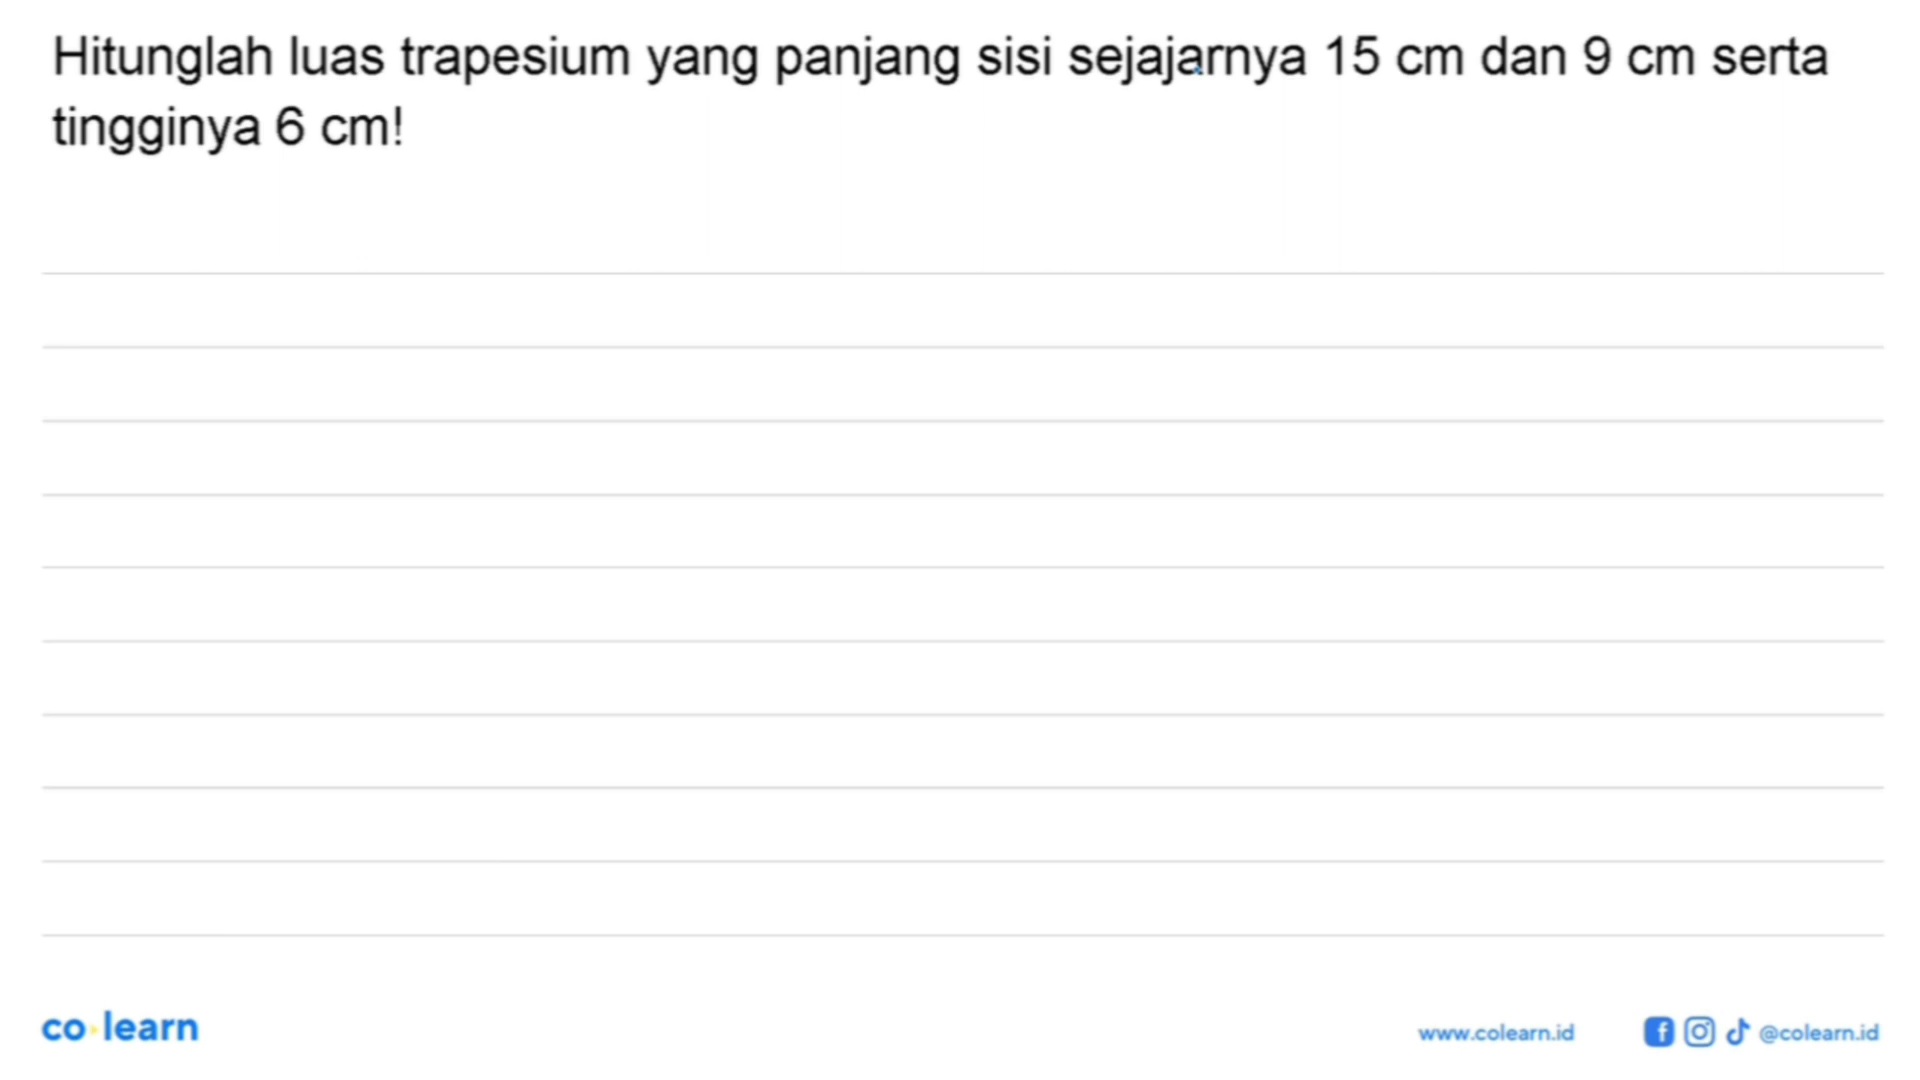 Hitunglah luas trapesium yang panjang sisi sejajarnya 15 cm dan 9 cm serta
tingginya 6 cm!
co learn
www.colearn.id
@colearn.id